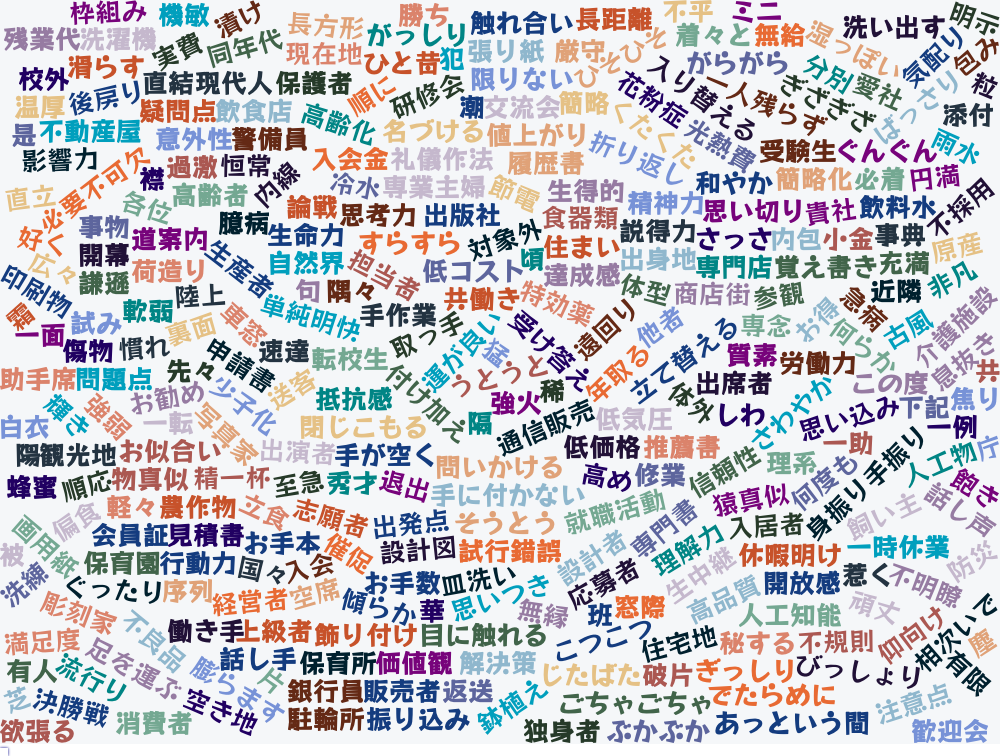 枠組み
機敏
漬け
長方形
勝ち
触れ合い
長距離
不平
ミニ
洗い出す
明示
残業代
洗濯機
実費
同年代
現在地
がっしり
犯
張り紙
厳守
ひそひそ
着々と
無給
湿っぽい
気配り
包み
校外
滑らす
直結
現代人
保護者
ひと昔
限りない
がらがら
入り替える
一人残らず
分別
愛社
ばっさり
粒
温厚
後戻り
疑問点
飲食店
高齢化
順に
研修会
潮
交流会
簡略
花粉症
ぎざぎざ
添付
是
不動産屋
意外性
警備員
名づける
値上がり
くたくた
光熱費
雨水
影響力
必要不可欠
襟
過激
恒常
内線
入会金
礼儀作法
履歴書
折り返し
受験生
ぐんぐん
直立
各位
高齢者
冷水
専業主婦
節電
生得的
精神力
和やか
簡略化
必着
円満
好く
事物
臆病
論戦
思考力
出版社
食器類
思い切り
貴社
飲料水
不採用
開幕
道案内
生命力
すらすら
対象外
住まい
説得力
さっさ
内包
小金
事典
原産
広々
謙遜
荷造り
生産者
自然界
担当者
低コスト
頃
達成感
出身地
専門店
覚え書き
充満
印刷物
軟弱
陸上
単純明快
句
隅々
共働き
特効薬
体型
商店街
参観
急病
近隣
非凡
一面
試み
裏面
車窓
手作業
取っ手
運が良い
受け答え
遠回り
他者
専念
お得
何らか
古風
介護施設
傷物
慣れ
申請書
速達
転校生
猛
立て替える
質素
労働力
息抜き
助手席
問題点
先々
少子化
送客
抵抗感
付け加え
うとうと
稀
年取る
体氷
出席者
この度
共
輝き
強弱
お勧め
強火
しわ
さわやか
思い込み
下記
焦り
白衣
一転
写真家
閉じこもる
隔
通信販売
低気圧
一例
陽
観光地
お似合い
出演者
手が空く
低価格
推薦書
一助
手振り
人工物
庁
蜂蜜
順応
物真似
精一杯
至急
秀才
退出
問いかける
高め
修業
信頼性
理系
何度も
身振り
飽き
手に付かない
猿真似
話し声
画用紙
偏食
軽々
農作物
立食
志願者
出発点
そうとう
就職活動
専門書
入居者
飼い主
会員証
見積書
お手本
催促
設計図
試行錯誤
設計者
理解力
休暇明け
一時休業
防災
被
保育園
行動力
国々
入会
洗練
ぐったり
序列
経営者
空席
お手数
皿洗い
応募者
生中継
高品質
開放感
惹く
不明瞭
彫刻家
不良品
傾らか
華
思いつき
無縁
班
窓際
人工知能
頑丈
満足度
足を運ぶ
働き手
上級者
飾り付け
目に触れる
こつこつ
住宅地
秘する
不規則
仰向け
相次いで
塵
有人
流行り
膨らます
片
話し手
保育所
価値観
解決策
じたばた
破片
ぎっしり
びっしょり
有限
芝
決勝戦
空き地
銀行員
販売者
返送
鉢植え
ごちゃごちゃ
でたらめに
注意点
欲張る
消費者
駐輪所
振り込み
独身者
ぶかぶか
あっという間
歓迎会